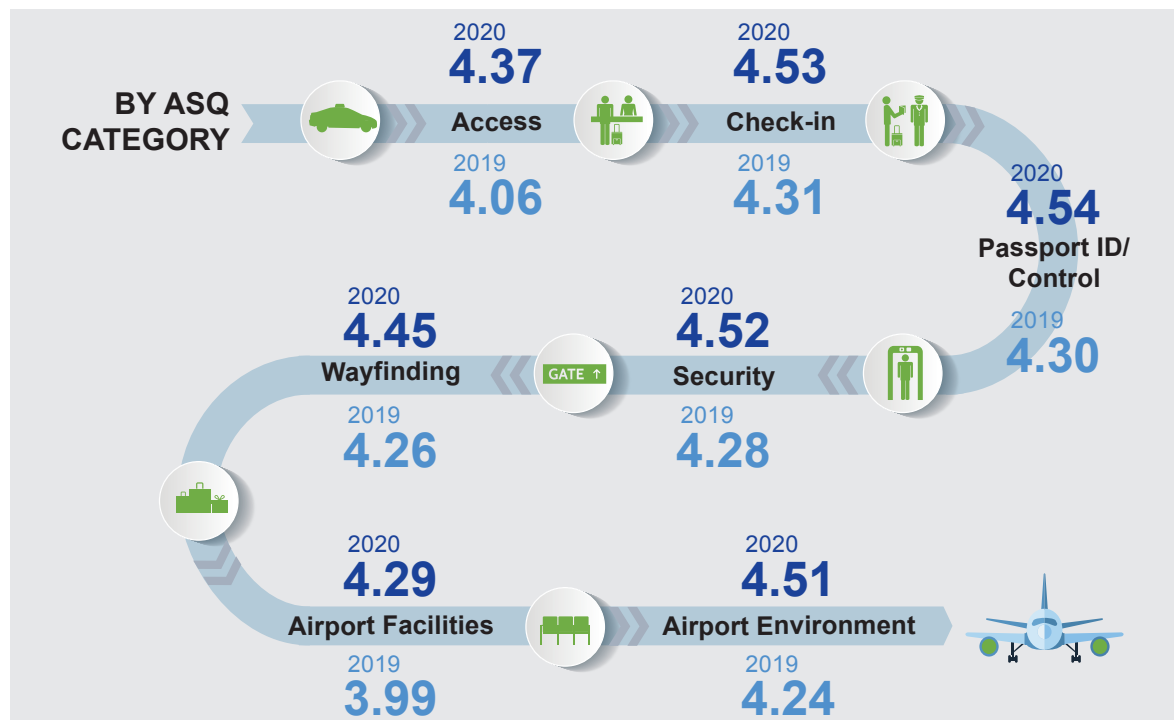 BY ASQ
CATEGORY
2020
4.37
Access
2019
4.06
2020
4.53
Check-in
2019
4.31
2020
4.54
Passport ID/
Control
2019
4.30
2020
4.52
Security
2019
4.28
GATE ↑
2020
4.45
Wayfinding
2019
4.26
2020
4.29
Airport Facilities
2019
3.99
2020
4.51
Airport Environment
2019
4.24